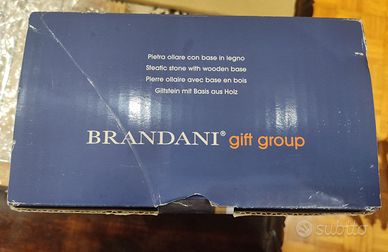 Pietra ollare con base in legno
Steatic stone with wooden base
Pierre ollaire avec base en bois
Giltstein mit Basis aus Holz
BRANDANI® gift group
subito